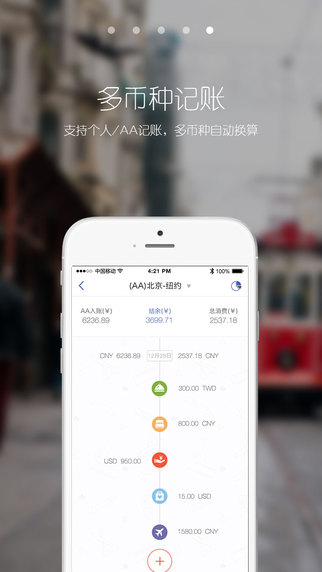 多币种记账
支持个人/AA记账，多币种自动换算
中国移动 4:21 PM
(AA)北京-纽约
AA入账(¥) 结余(¥) 总消费(¥)
6236.89 3699.71 2537.18
CNY 6236.89 12月25日 2537.18 CNY
300.00 TWD
800.00 CNY
USD 950.00
15.00 USD
1580.00 CNY